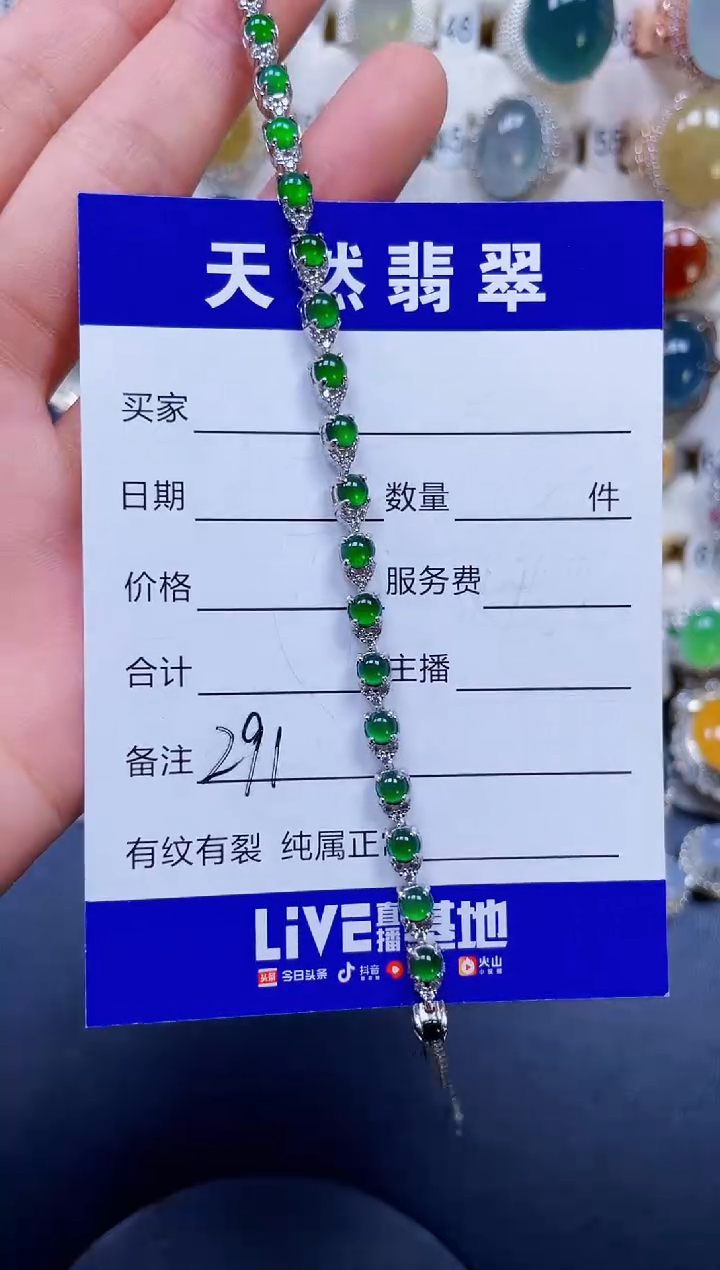 天然翡翠
买家
日期 数量 件
价格 服务费
合计 主播
备注 291
有纹有裂 纯属正
LiVE直播基地
头条 今日头条 抖音 火山